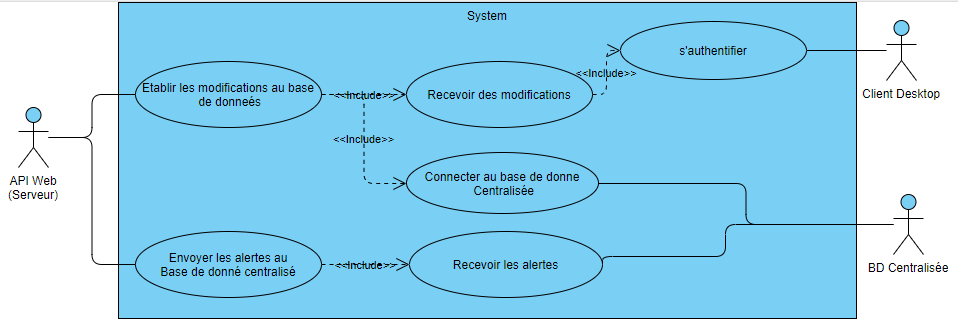 System
s'authentifier
Client Desktop
<<Include>>
Etablir les modifications au base
de donneés
<<Include>>
Recevoir des modifications
<<Include>>
API Web
(Serveur)
Connecter au base de donne
Centralisée
Envoyer les alertes au
Base de donné centralisé
<<Include>>
Recevoir les alertes
BD Centralisée